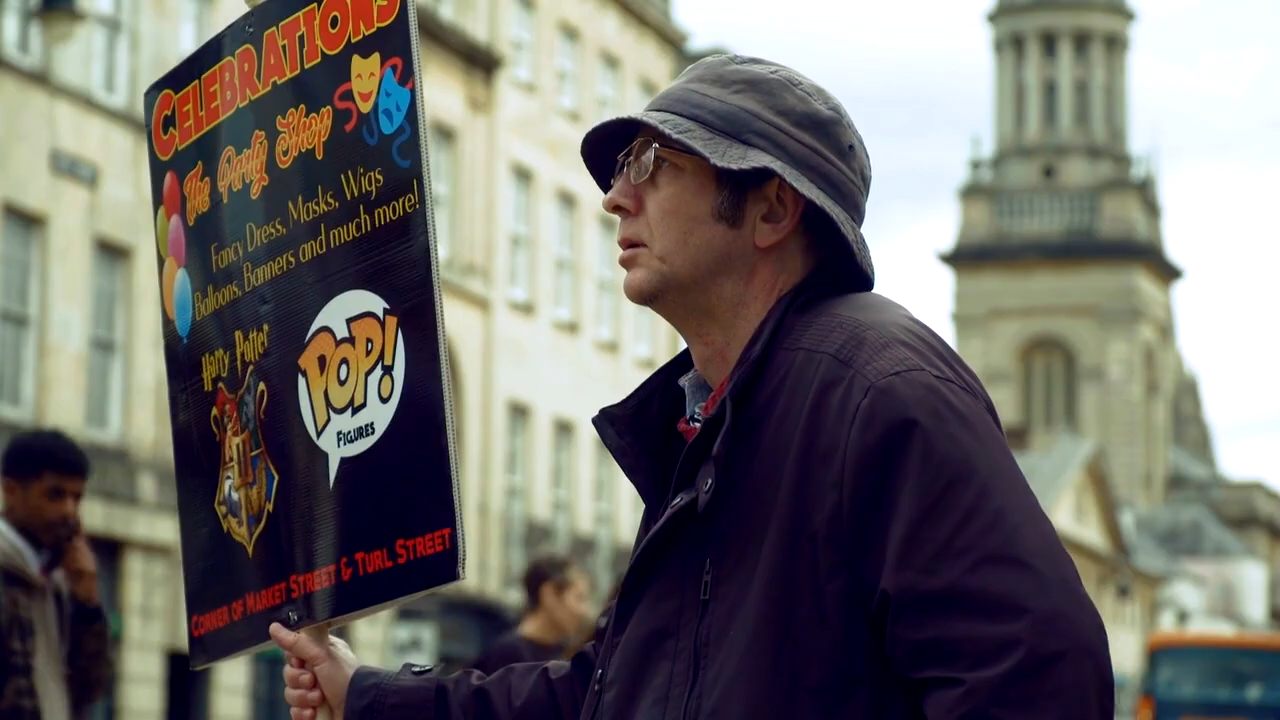 CELEBRATIONS
The Party Shop
Fancy Dress, Masks, Wigs
Balloons, Banners and much more!
Harry Potter
POP!
FIGURES
CORNER OF MARKET STREET & TURL STREET